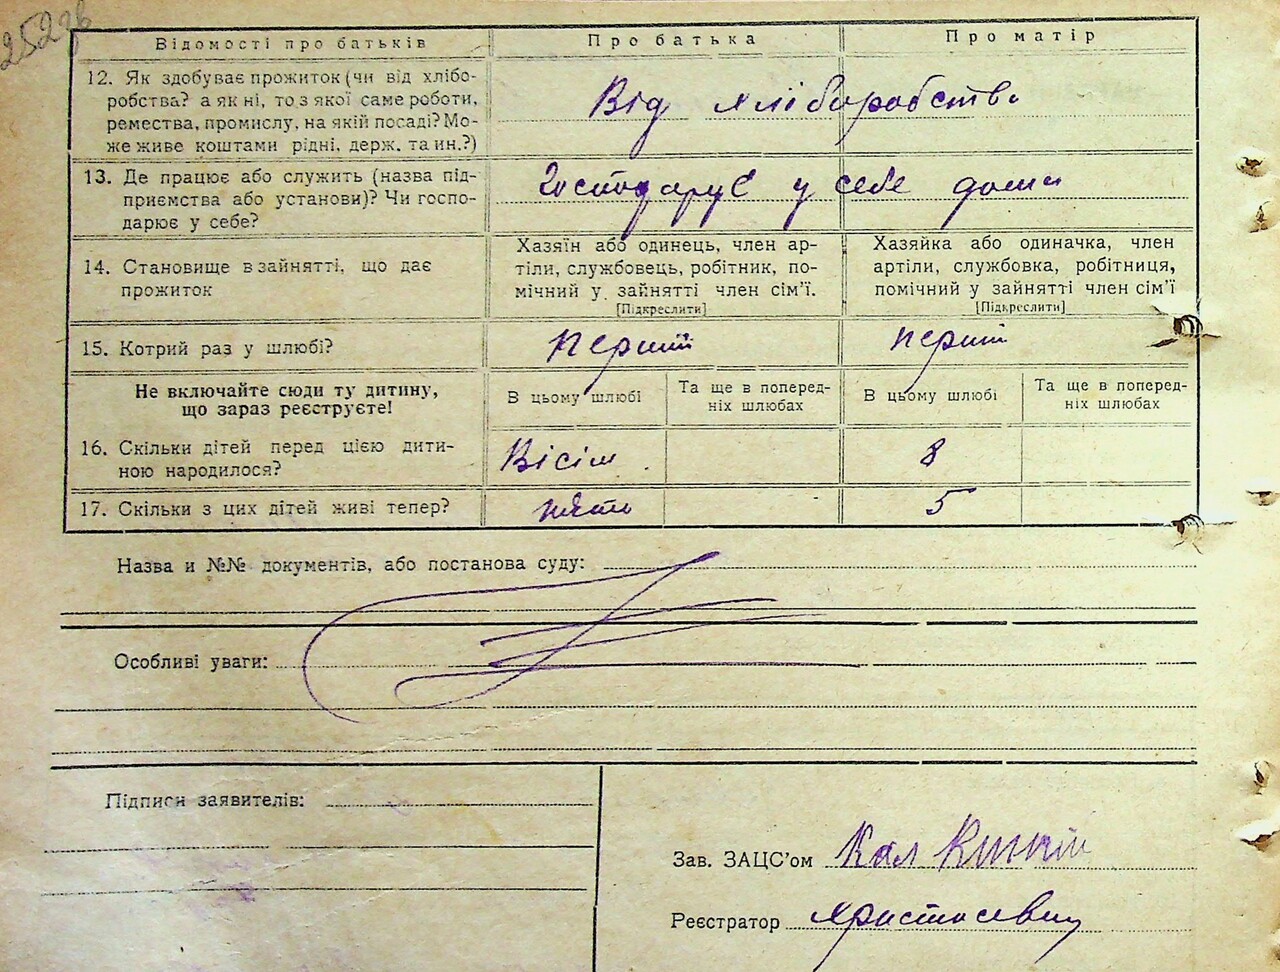 252зв
Відомості про батьків
Про батька
Про матір
12. Як здобуває прожиток (чи від хлібо-
робства? а як ні, то з якої саме роботи,
ремества, промислу, на якій посаді? Мо-
же живе коштами рідні, держ. та ин.?)
Від хліборобства
13. Де працює або служить (назва під-
приємства або установи)? Чи госпо-
дарює у себе?
Господарує у себе дома
14. Становище в зайнятті, що дає
прожиток
Хазяїн або одинець, член ар-
тіли, службовець, робітник, по-
мічний у зайнятті член сім’ї.
[Підкреслити]
Хазяйка або одиначка, член
артіли, службовка, робітниця,
помічний у зайнятті член сім’ї
[Підкреслити]
15. Котрий раз у шлюбі?
перший
перший
Не включайте сюди ту дитину,
що зараз реєструєте!
В цьому шлюбі
Та ще в поперед-
ніх шлюбах
В цьому шлюбі
Та ще в поперед-
ніх шлюбах
16. Скільки дітей перед цією дити-
ною народилося?
Вісім
8
17. Скільки з цих дітей живі тепер?
пять
5
Назва и №№ документів, або постанова суду:
Особливі уваги:
Підписи заявителів:
Зав. ЗАЦС’ом
Реєстратор